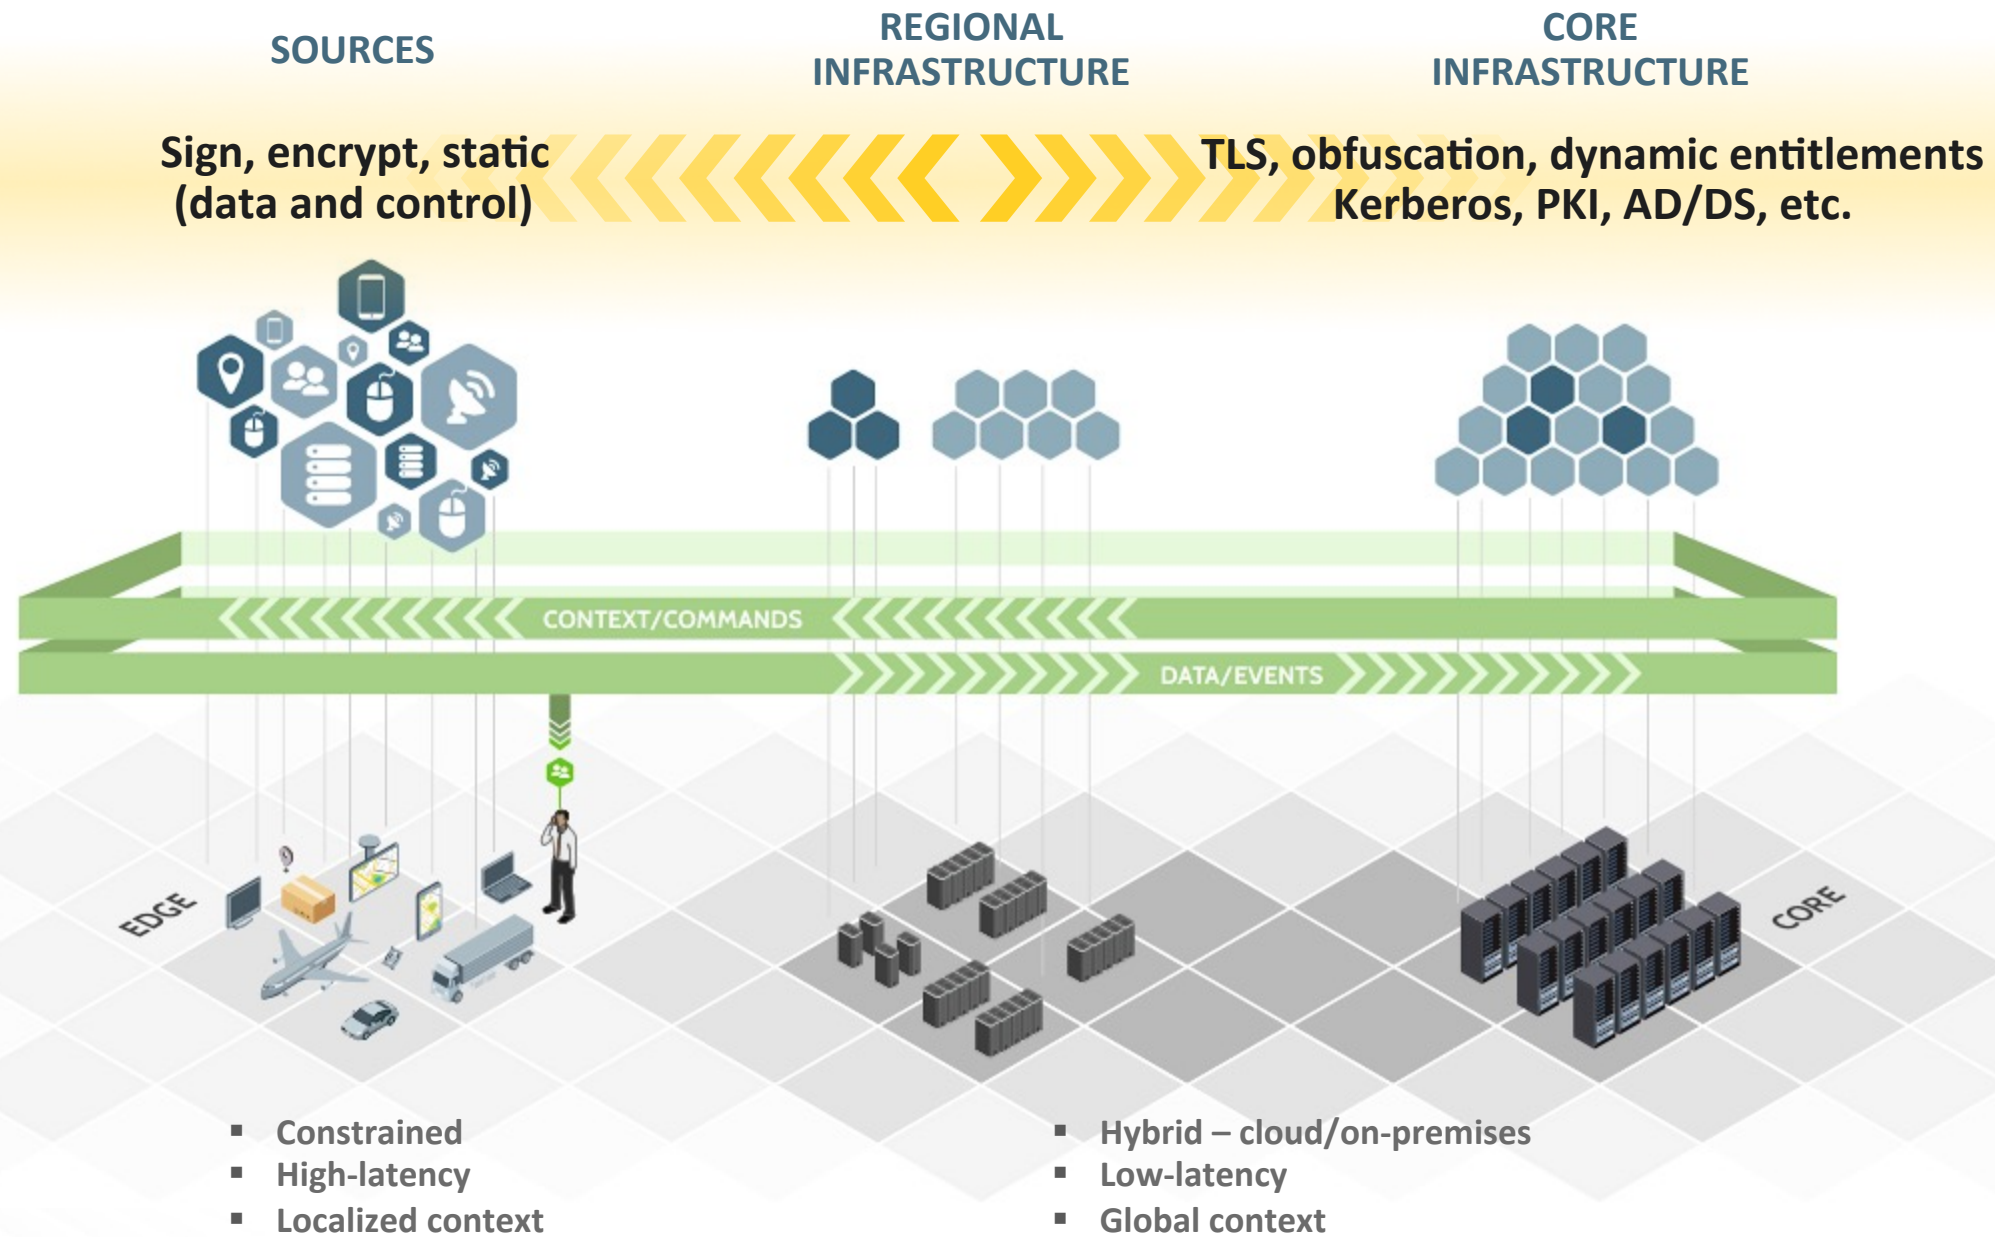 SOURCES
REGIONAL
INFRASTRUCTURE
CORE
INFRASTRUCTURE
Sign, encrypt, static
(data and control)
TLS, obfuscation, dynamic entitlements
Kerberos, PKI, AD/DS, etc.
CONTEXT/COMMANDS
DATA/EVENTS
EDGE
CORE
▪ Constrained
▪ High-latency
▪ Localized context
▪ Hybrid – cloud/on-premises
▪ Low-latency
▪ Global context